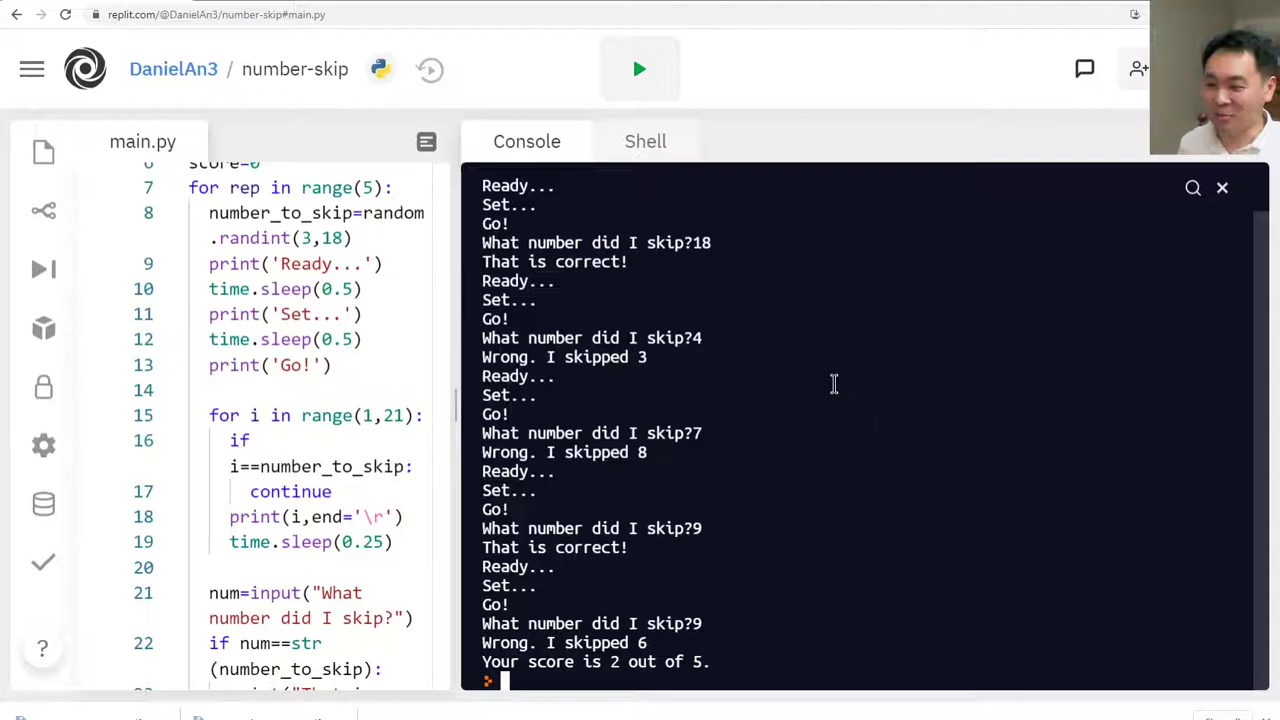 replit.com/@DanielAn3/number-skip#main.py
DanielAn3 / number-skip
main.py
Console
Shell
6 score=0
7 for rep in range(5):
8 number_to_skip=random
.randint(3,18)
9 print('Ready...')
10 time.sleep(0.5)
11 print('Set...')
12 time.sleep(0.5)
13 print('Go!')
14
15 for i in range(1,21):
16 if
i==number_to_skip:
17 continue
18 print(i,end='\r')
19 time.sleep(0.25)
20
21 num=input("What
number did I skip?")
22 if num==str
(number_to_skip):
Ready...
Set...
Go!
What number did I skip?18
That is correct!
Ready...
Set...
Go!
What number did I skip?4
Wrong. I skipped 3
Ready...
Set...
Go!
What number did I skip?7
Wrong. I skipped 8
Ready...
Set...
Go!
What number did I skip?9
That is correct!
Ready...
Set...
Go!
What number did I skip?9
Wrong. I skipped 6
Your score is 2 out of 5.